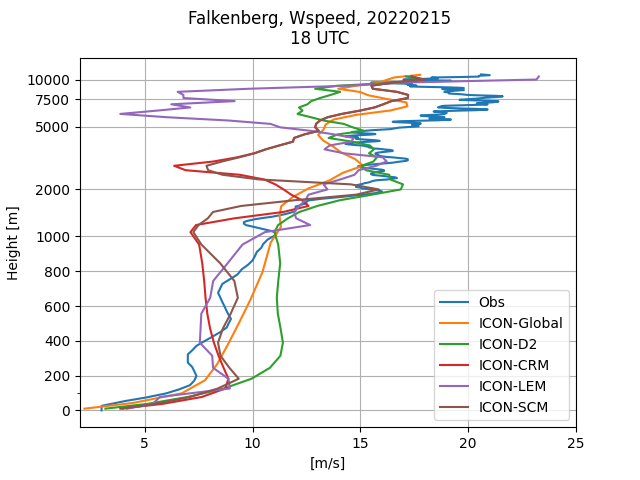 Falkenberg, Wspeed, 20220215
18 UTC
10000
7500
5000
2000
1000
800
600
400
200
0
Height [m]
5
10
15
20
25
[m/s]
Obs
ICON-Global
ICON-D2
ICON-CRM
ICON-LEM
ICON-SCM